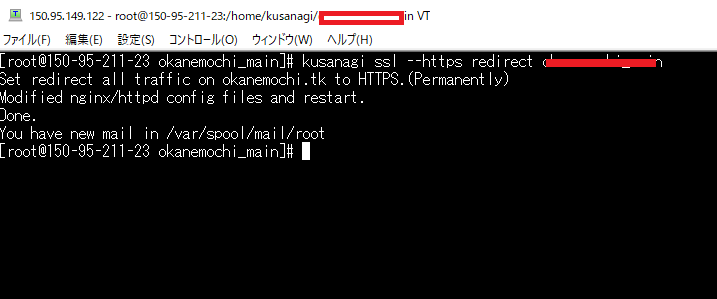 150.95.149.122 - root@150-95-211-23:/home/kusanagi/ in VT
ファイル(F) 編集(E) 設定(S) コントロール(O) ウィンドウ(W) ヘルプ(H)
[root@150-95-211-23 okanemochi_main]# kusanagi ssl --https redirect
Set redirect all traffic on okanemochi.tk to HTTPS.(Permanently)
Modified nginx/httpd config files and restart.
Done.
You have new mail in /var/spool/mail/root
[root@150-95-211-23 okanemochi_main]#